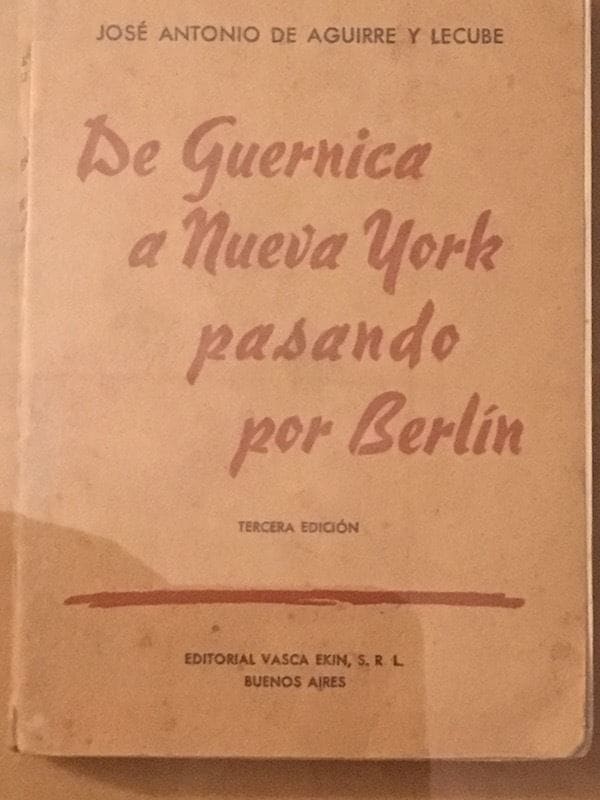 JOSÉ ANTONIO DE AGUIRRE Y LECUBE
De Guernica
a Nueva York
pasando
por Berlín
TERCERA EDICIÓN
EDITORIAL VASCA EKIN, S. R L.
BUENOS AIRES